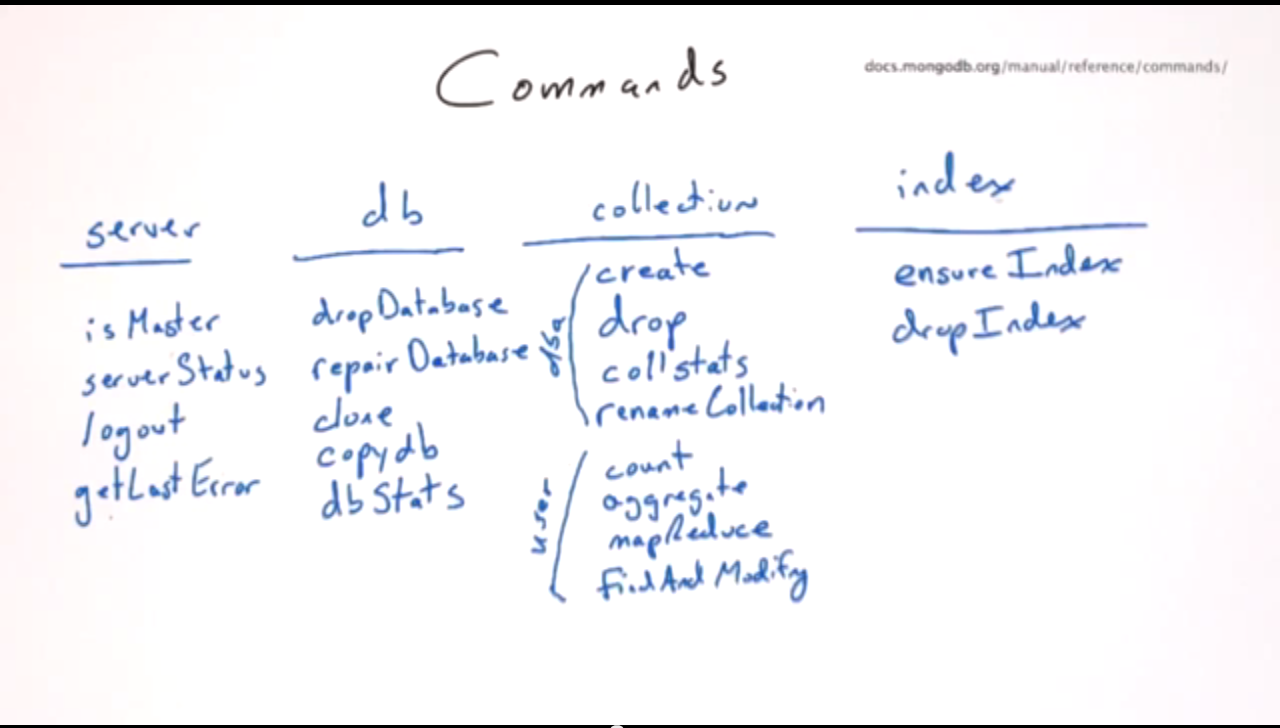 Commands
docs.mongodb.org/manual/reference/commands/
server
isMaster
serverStatus
logout
getLastError
db
dropDatabase
repairDatabase
clone
copydb
dbStats
collection
dba
create
drop
collstats
renameCollection
user
count
aggregate
mapReduce
findAndModify
index
ensureIndex
dropIndex